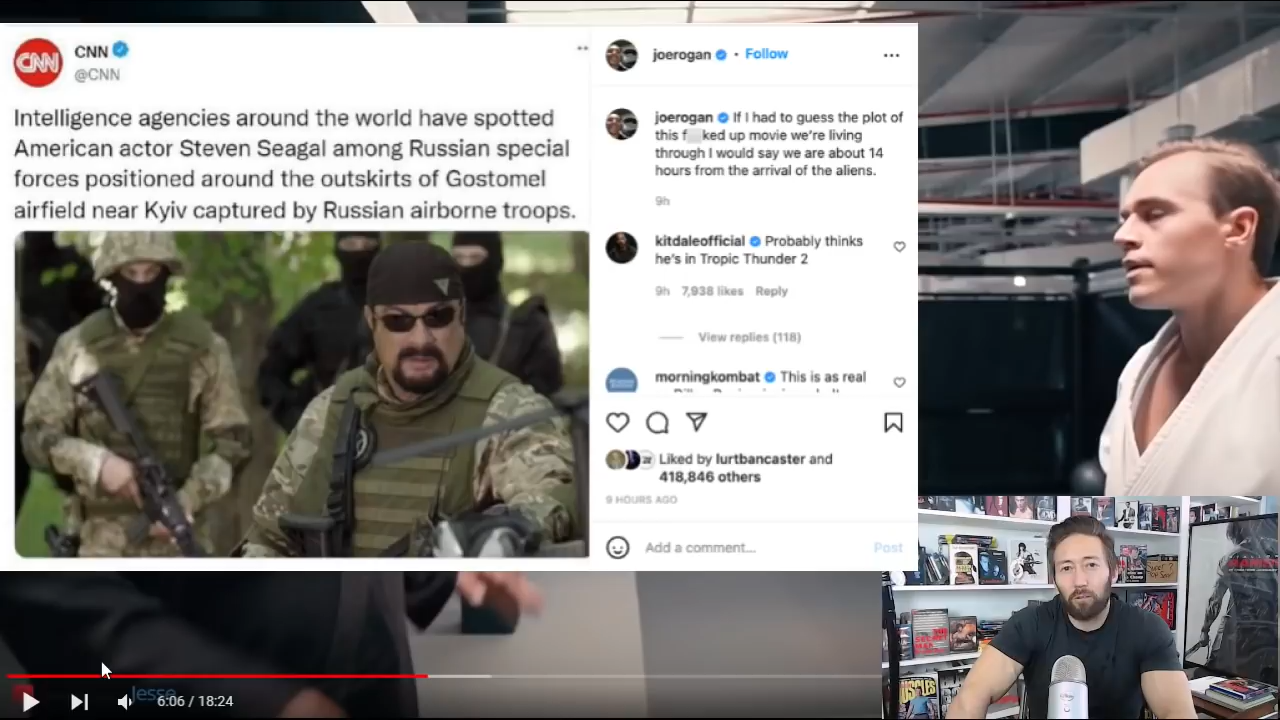 CNN
CNN
@CNN
Intelligence agencies around the world have spotted
American actor Steven Seagal among Russian special
forces positioned around the outskirts of Gostomel
airfield near Kyiv captured by Russian airborne troops.
joerogan • Follow
joerogan If I had to guess the plot of
this f ked up movie we're living
through I would say we are about 14
hours from the arrival of the aliens.
9h
kitdaleofficial Probably thinks
he's in Tropic Thunder 2
9h 7,938 likes Reply
View replies (118)
morningkombat This is as real
Liked by lurtbancaster and
418,846 others
9 HOURS AGO
Add a comment... Post
Jesse
6:06 / 18:24